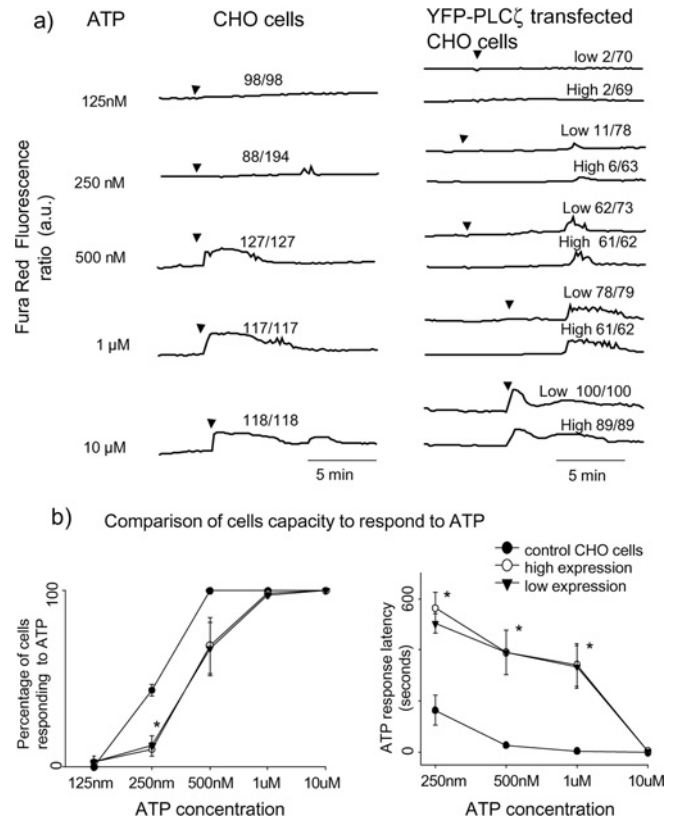 a)
ATP
CHO cells
YFP-PLCζ transfected
CHO cells
Fura Red Fluorescence
ratio (a.u.)
125nM
98/98
low 2/70
High 2/69
250 nM
88/194
Low 11/78
High 6/63
500 nM
127/127
Low 62/73
High 61/62
1 µM
117/117
Low 78/79
High 61/62
10 µM
118/118
Low 100/100
High 89/89
5 min
5 min
b)
Comparison of cells capacity to respond to ATP
control CHO cells
high expression
low expression
Percentage of cells
responding to ATP
100
0
*
125nm 250nm 500nM 1uM 10uM
ATP concentration
ATP response latency
(seconds)
600
0
* * *
250nm 500nm 1uM 10uM
ATP concentration